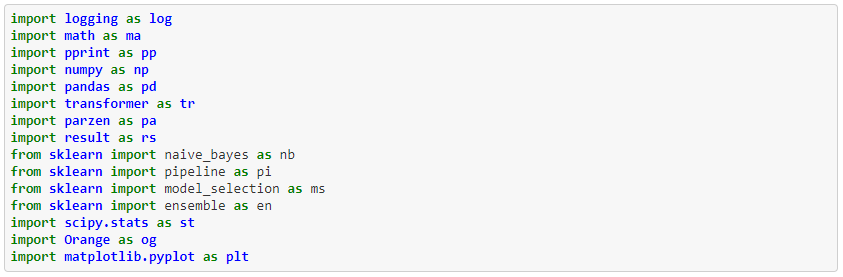 import logging as log
import math as ma
import pprint as pp
import numpy as np
import pandas as pd
import transformer as tr
import parzen as pa
import result as rs
from sklearn import naive_bayes as nb
from sklearn import pipeline as pi
from sklearn import model_selection as ms
from sklearn import ensemble as en
import scipy.stats as st
import Orange as og
import matplotlib.pyplot as plt